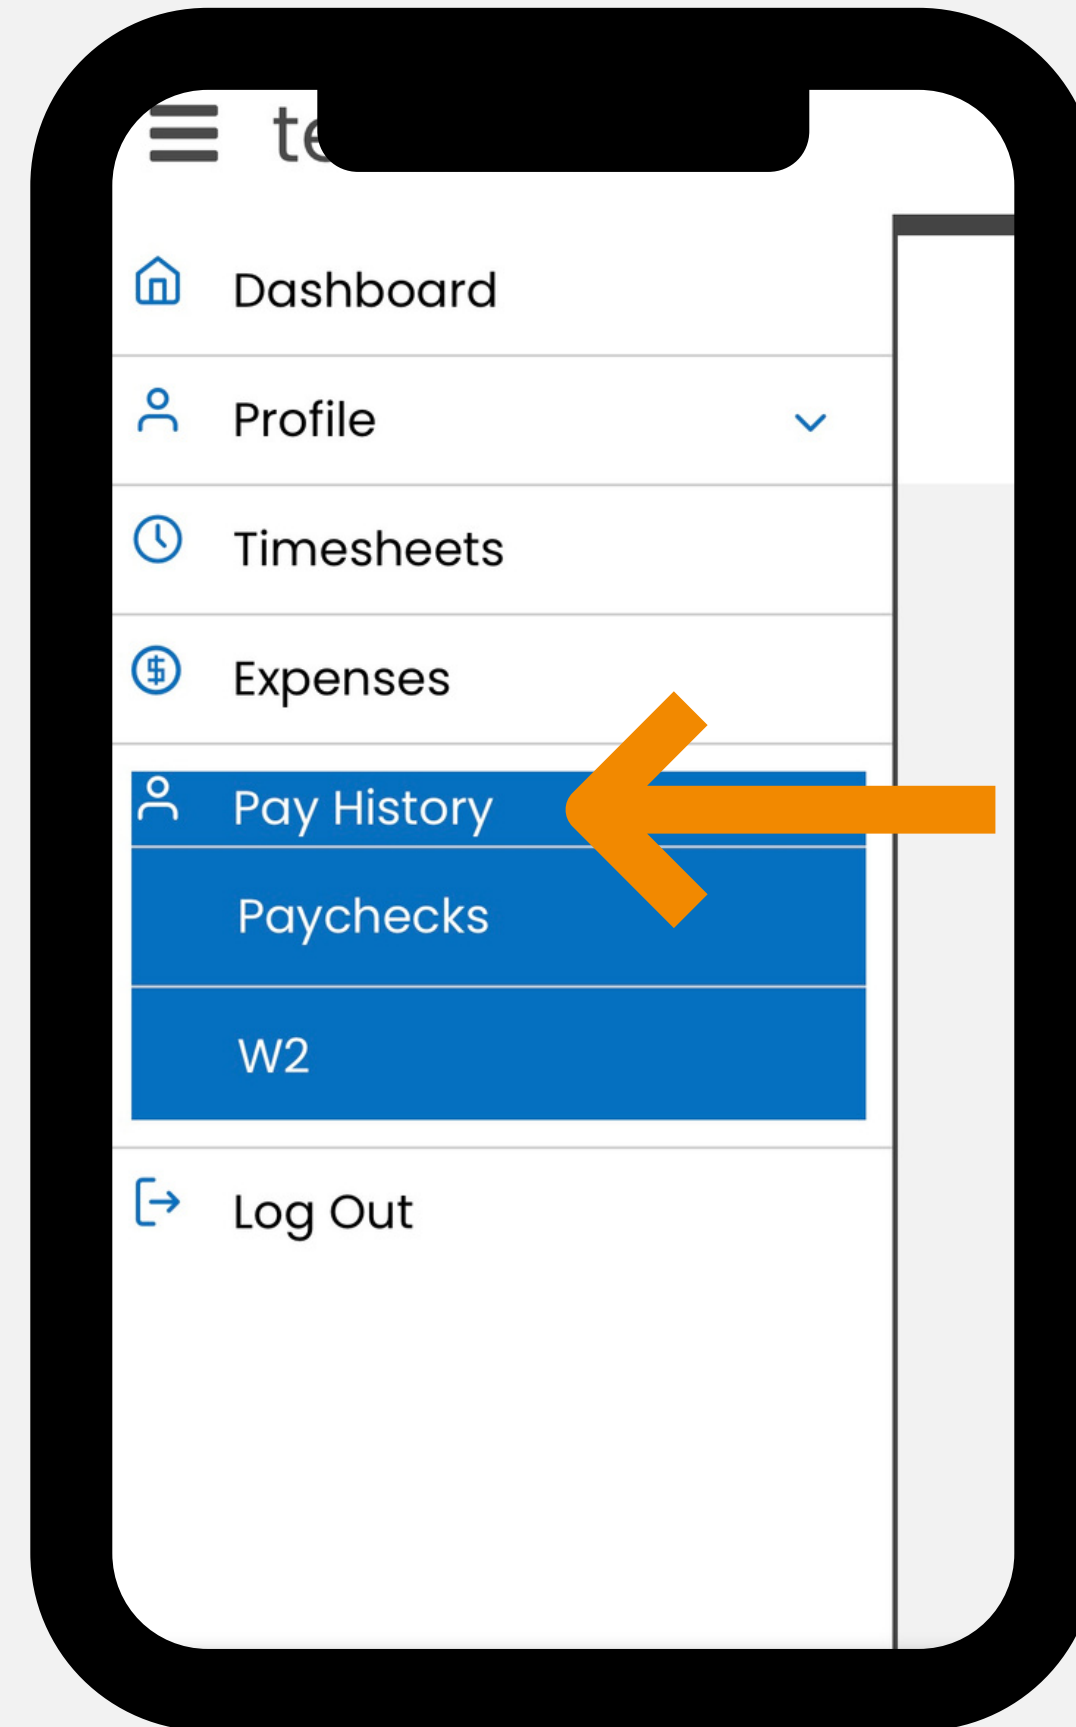 Dashboard
Profile
Timesheets
Expenses
Pay History
Paychecks
W2
Log Out